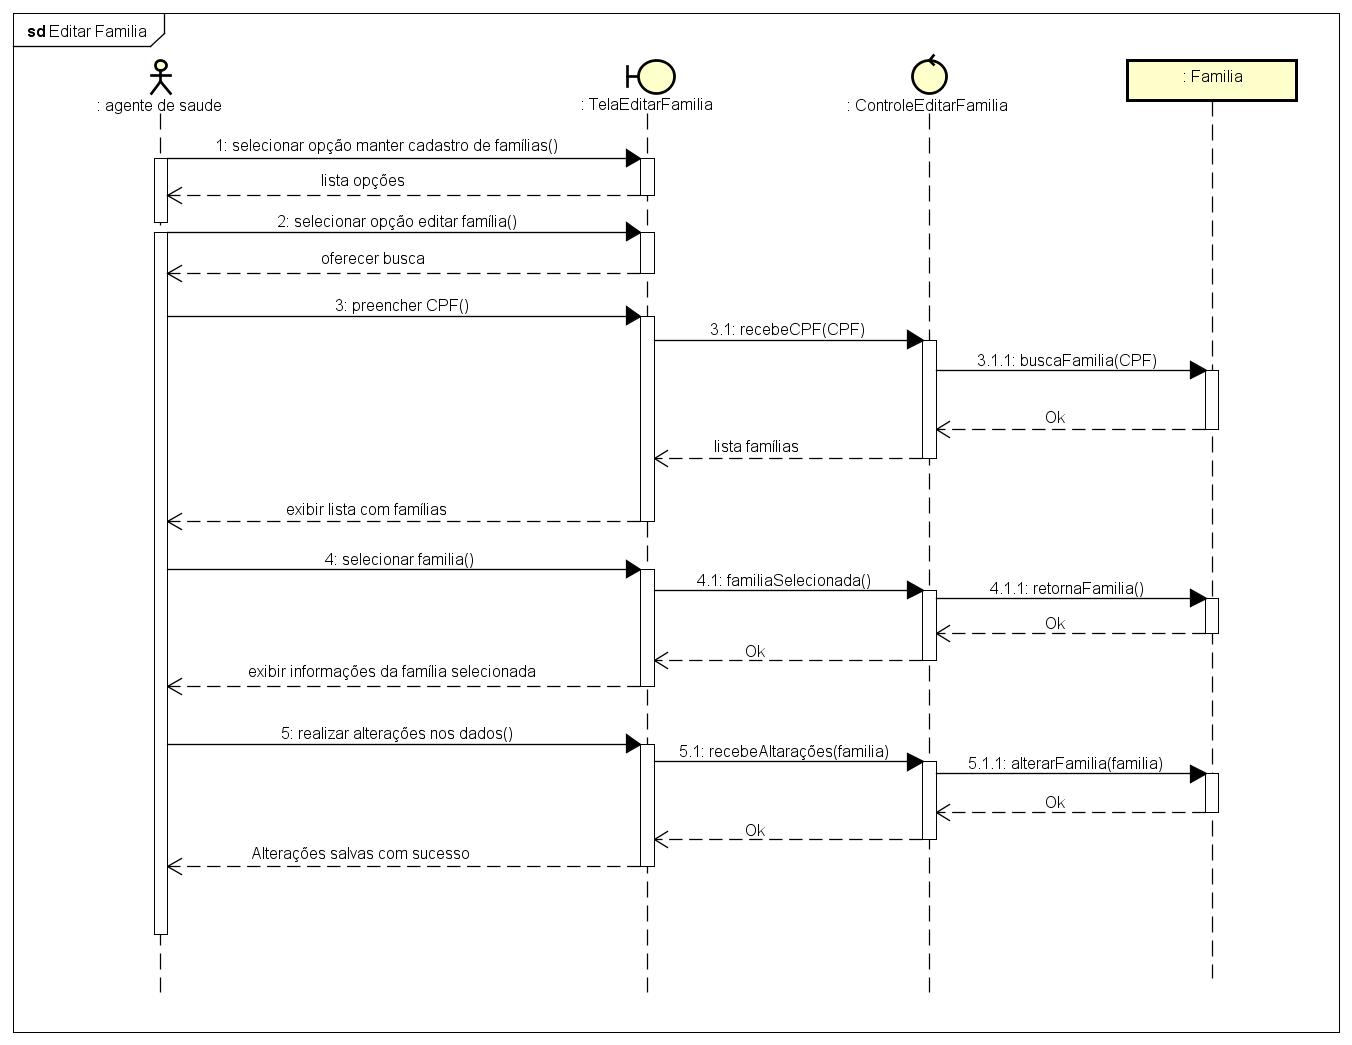 sd Editar Familia
: agente de saude
: TelaEditarFamilia
: ControleEditarFamilia
: Familia
1: selecionar opção manter cadastro de famílias()
lista opções
2: selecionar opção editar família()
oferecer busca
3: preencher CPF()
3.1: recebeCPF(CPF)
3.1.1: buscaFamilia(CPF)
Ok
lista famílias
exibir lista com famílias
4: selecionar familia()
4.1: familiaSelecionada()
4.1.1: retornaFamilia()
Ok
Ok
exibir informações da família selecionada
5: realizar alterações nos dados()
5.1: recebeAltarações(familia)
5.1.1: alterarFamilia(familia)
Ok
Ok
Alterações salvas com sucesso